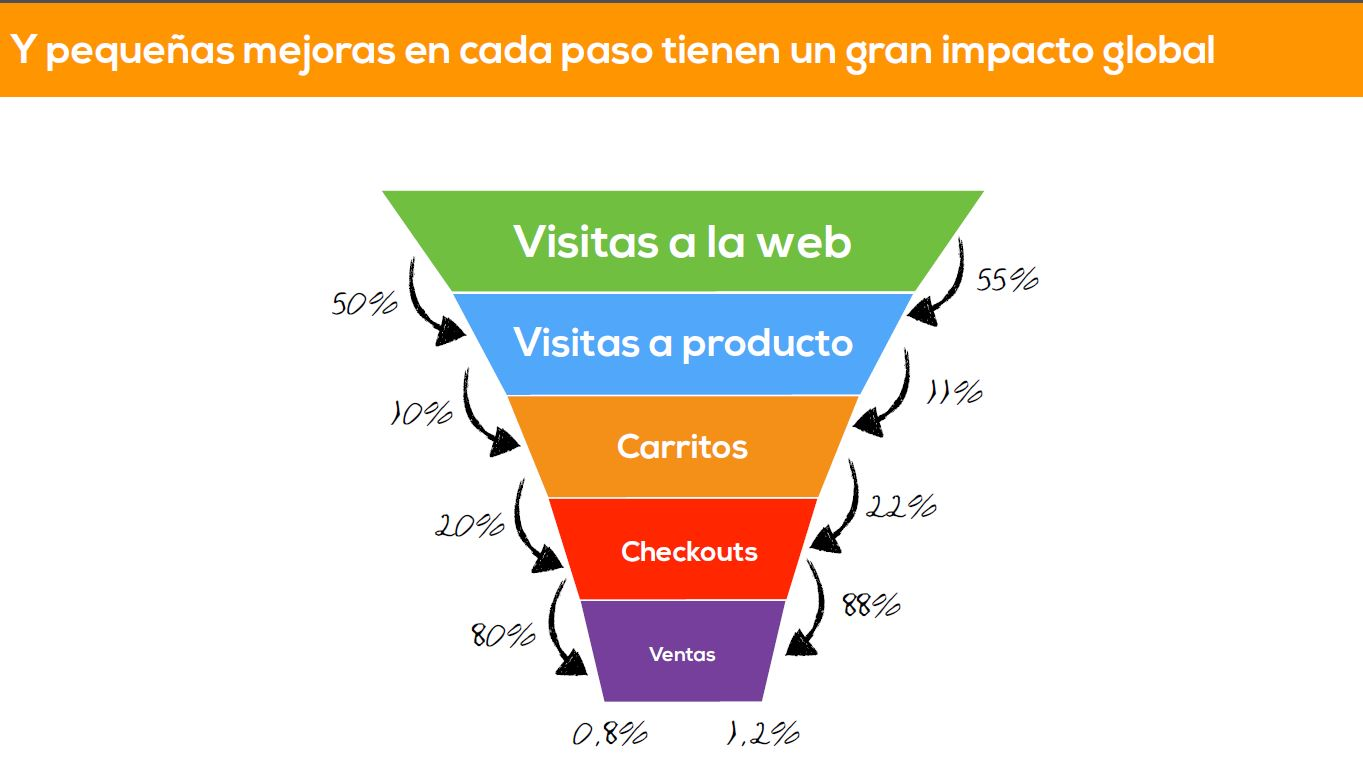 Y pequeñas mejoras en cada paso tienen un gran impacto global
Visitas a la web
50%
55%
Visitas a producto
10%
11%
Carritos
20%
22%
Checkouts
80%
88%
Ventas
0,8%
1,2%